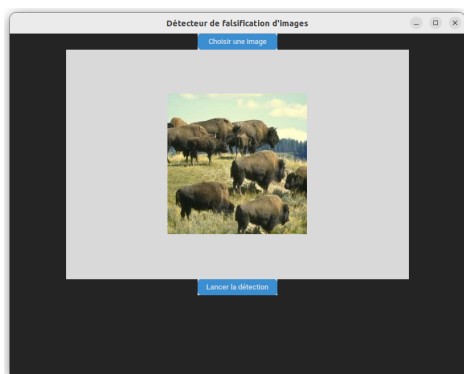 Détecteur de falsification d'images
Choisir une image
Lancer la détection